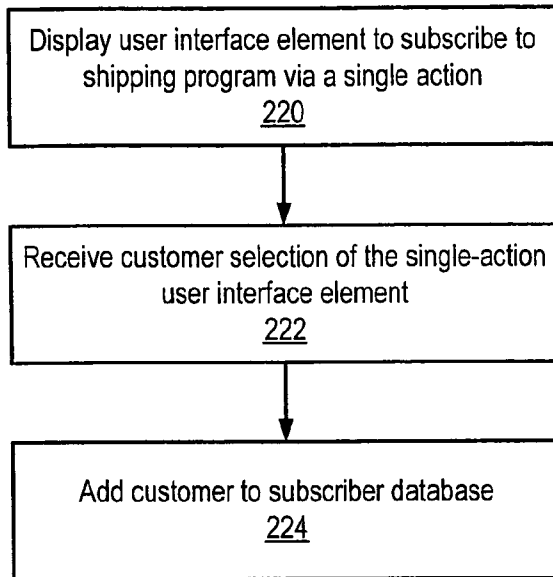 Display user interface element to subscribe to
shipping program via a single action
220
Receive customer selection of the single-action
user interface element
222
Add customer to subscriber database
224